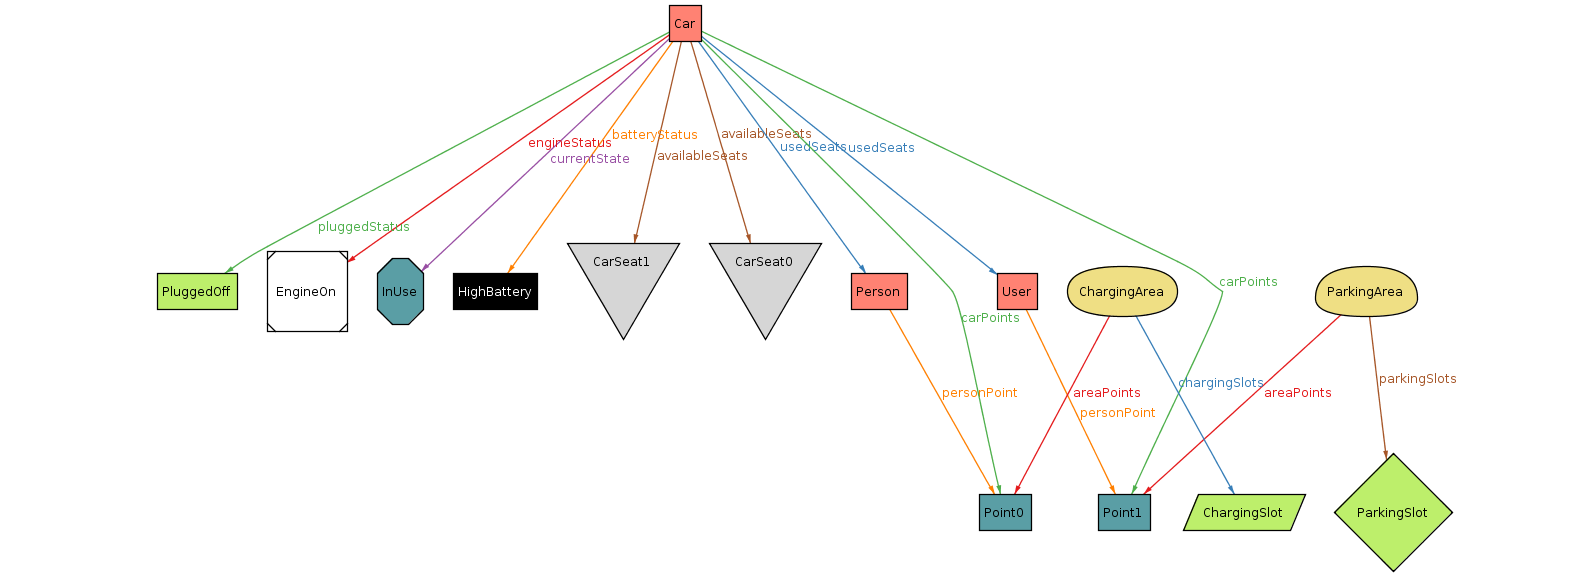 Car
batteryStatus
availableSeats
engineStatus
usedSeats
usedSeats
currentState
availableSeats
pluggedStatus
CarSeat1
CarSeat0
carPoints
PluggedOff
EngineOn
InUse
HighBattery
Person
User
ChargingArea
ParkingArea
carPoints
parkingSlots
chargingSlots
personPoint
areaPoints
areaPoints
personPoint
Point0
Point1
ChargingSlot
ParkingSlot